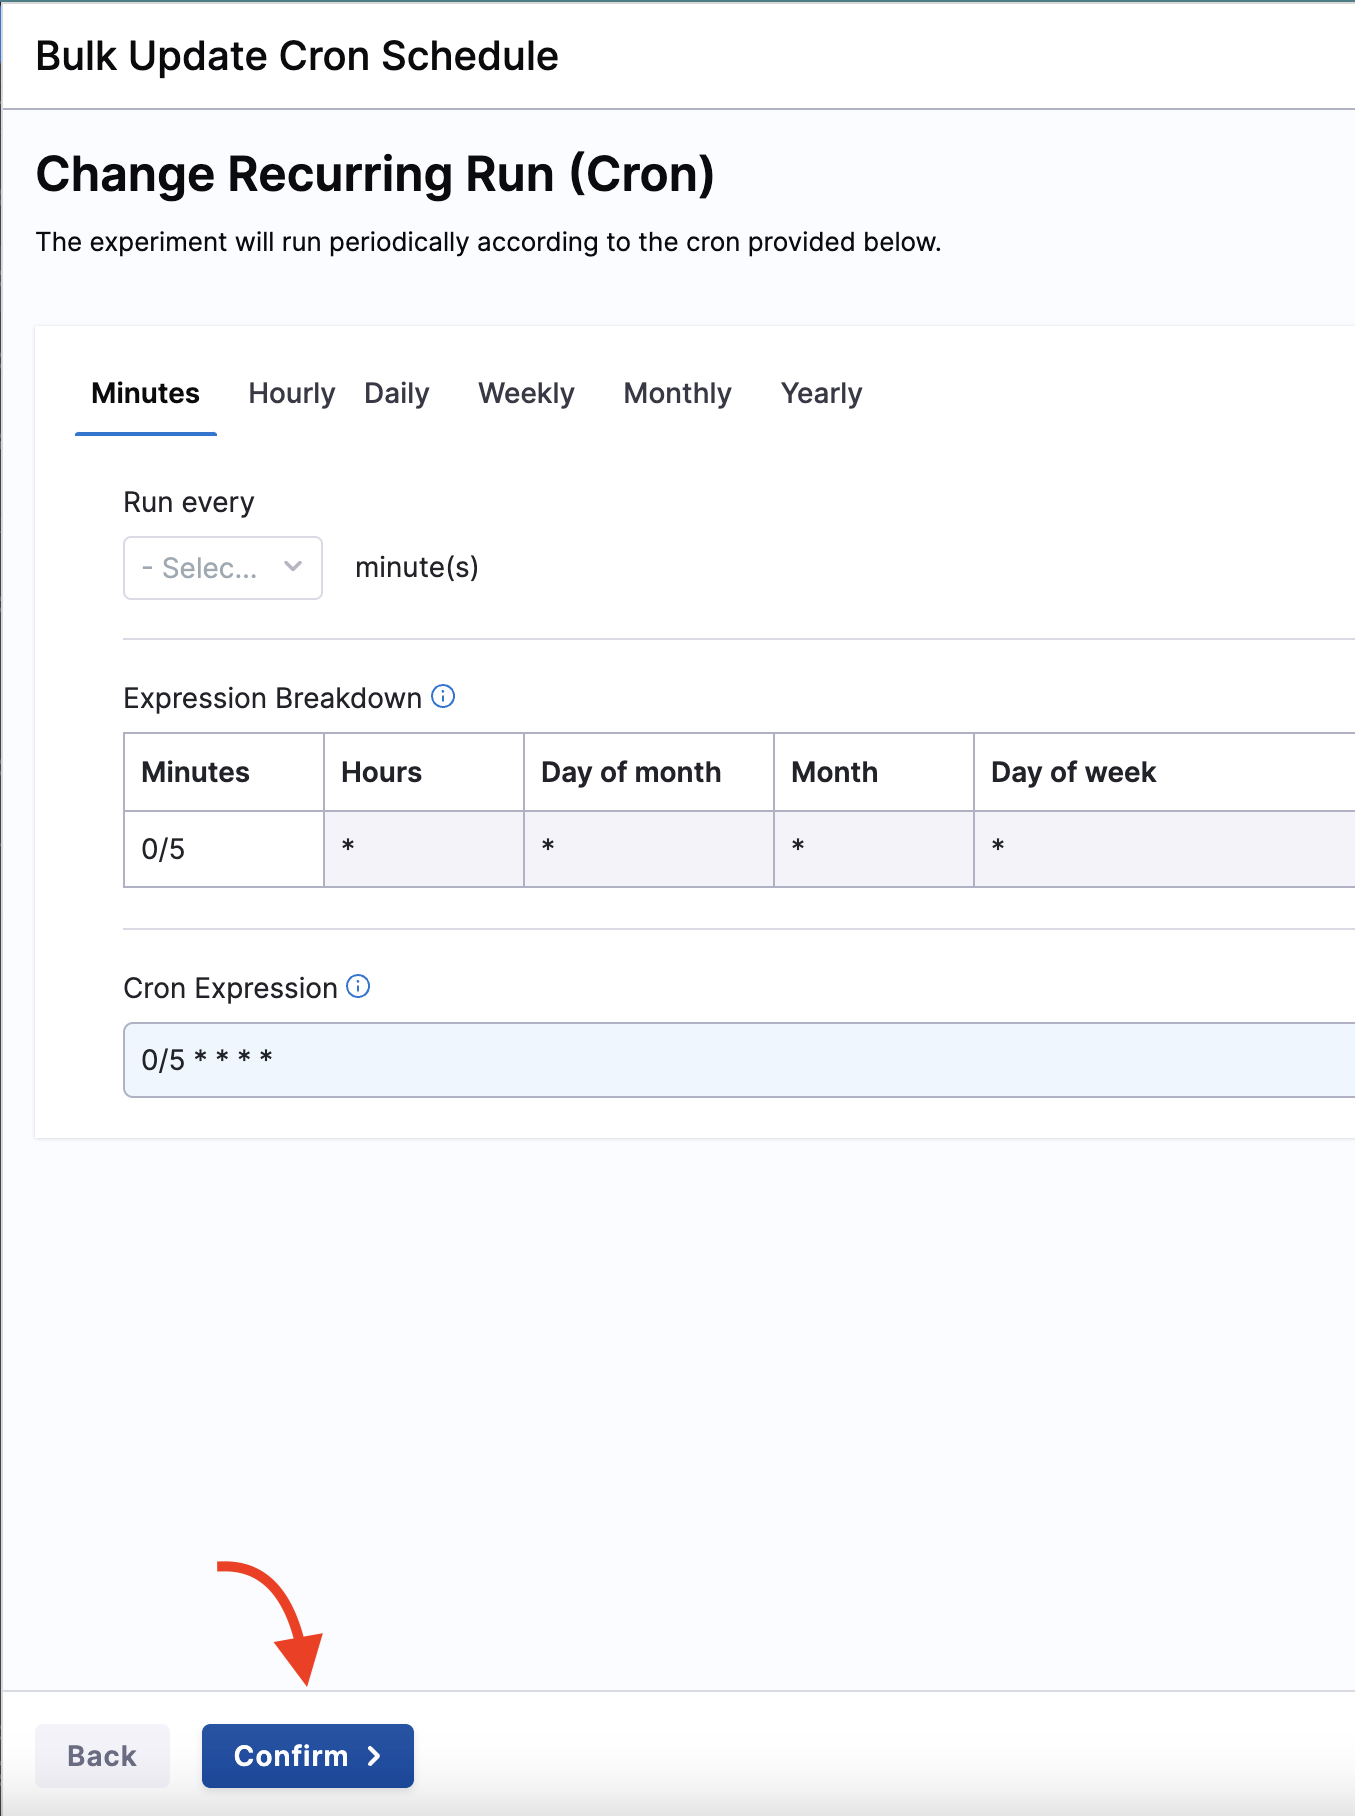 Bulk Update Cron Schedule
Change Recurring Run (Cron)
The experiment will run periodically according to the cron provided below.
Minutes Hourly Daily Weekly Monthly Yearly
Run every
- Selec... minute(s)
Expression Breakdown
Minutes Hours Day of month Month Day of week
0/5 * * * *
Cron Expression
0/5 * * * *
Back Confirm